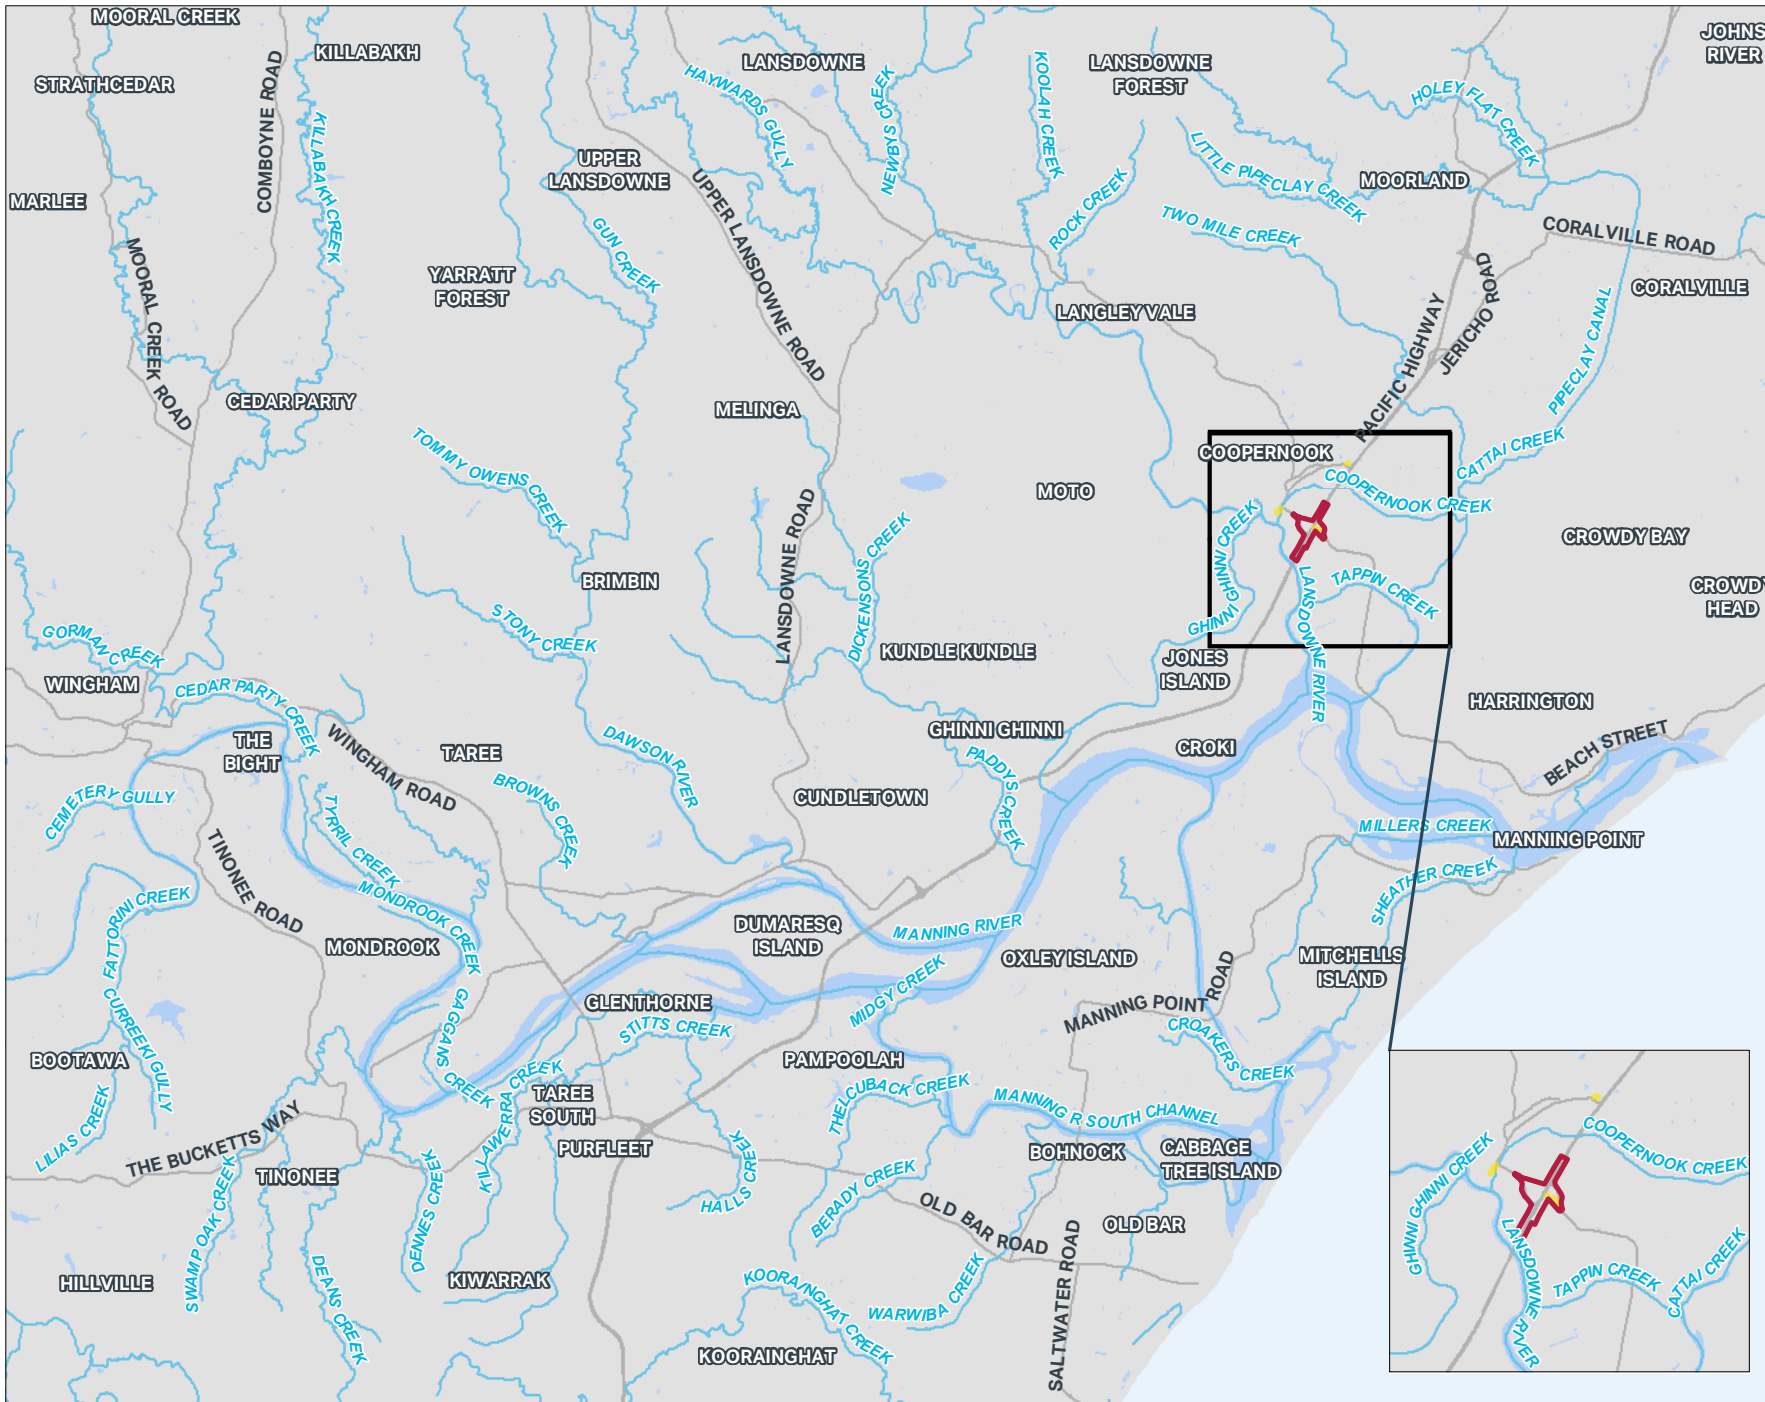 MOORAL CREEK
KILLABAKH
STRATHCEDAR
COMBOYNE ROAD
KILLABAKH CREEK
MARLEE
MOORAL CREEK ROAD
LANSDOWNE
HAYWARDS GULLY
NEWBYS CREEK
KOOLAH CREEK
LANSDOWNE
FOREST
JOHNS
RIVER
HOLEY FLAT CREEK
UPPER
LANSDOWNE
UPPER LANSDOWNE ROAD
GUN CREEK
ROCK CREEK
LITTLE PIPECLAY CREEK
MOORLAND
TWO MILE CREEK
CORALVILLE ROAD
CORALVILLE
YARRATT
FOREST
LANGLEY VALE
PACIFIC HIGHWAY
JERICHO ROAD
PIPECLAY CANAL
CEDAR PARTY
MELINGA
TOMMY OWENS CREEK
COOPERNOOK
CATTAI CREEK
COOPERNOOK CREEK
MOTO
LANSDOWNE ROAD
DICKENSONS CREEK
GHINNI GHINNI CREEK
CROWDY BAY
BRIMBIN
TAPPIN CREEK
LANSDOWNE RIVER
CROWDY
HEAD
STONY CREEK
GORMAN CREEK
KUNDLE KUNDLE
JONES
ISLAND
WINGHAM
CEDAR PARTY CREEK
HARRINGTON
THE
BIGHT
WINGHAM ROAD
TAREE
DAWSON RIVER
GHINNI GHINNI
PADDYS CREEK
CROKI
BEACH STREET
CEMETERY GULLY
TYRRIL CREEK
BROWNS CREEK
CUNDLETOWN
MILLERS CREEK
MANNING POINT
TINONEE ROAD
SHEATHER CREEK
FATTORINI CREEK
MONDROOK CREEK
MONDROOK
DUMARESQ
ISLAND
MANNING RIVER
OXLEY ISLAND
MITCHELLS
ISLAND
MIDGY CREEK
MANNING POINT ROAD
GLENTHORNE
STITTS CREEK
GAGGANS CREEK
CURREEKI GULLY
BOOTAWA
PAMPOOLAH
CROAKERS CREEK
KILLAWERRA CREEK
TAREE
SOUTH
THELCUBACK CREEK
MANNING R SOUTH CHANNEL
LILIAS CREEK
THE BUCKETTS WAY
PURFLEET
BOHNOCK
CABBAGE
TREE ISLAND
TINONEE
SWAMP OAK CREEK
DENNES CREEK
HALLS CREEK
BERADY CREEK
OLD BAR ROAD
OLD BAR
HILLVILLE
DEANS CREEK
KIWARRAK
KOORAINGHAT CREEK
WARWIBA CREEK
SALTWATER ROAD
KOORAINGHAT
COOPERNOOK CREEK
GHINNI GHINNI CREEK
LANSDOWNE RIVER
TAPPIN CREEK
CATTAI CREEK